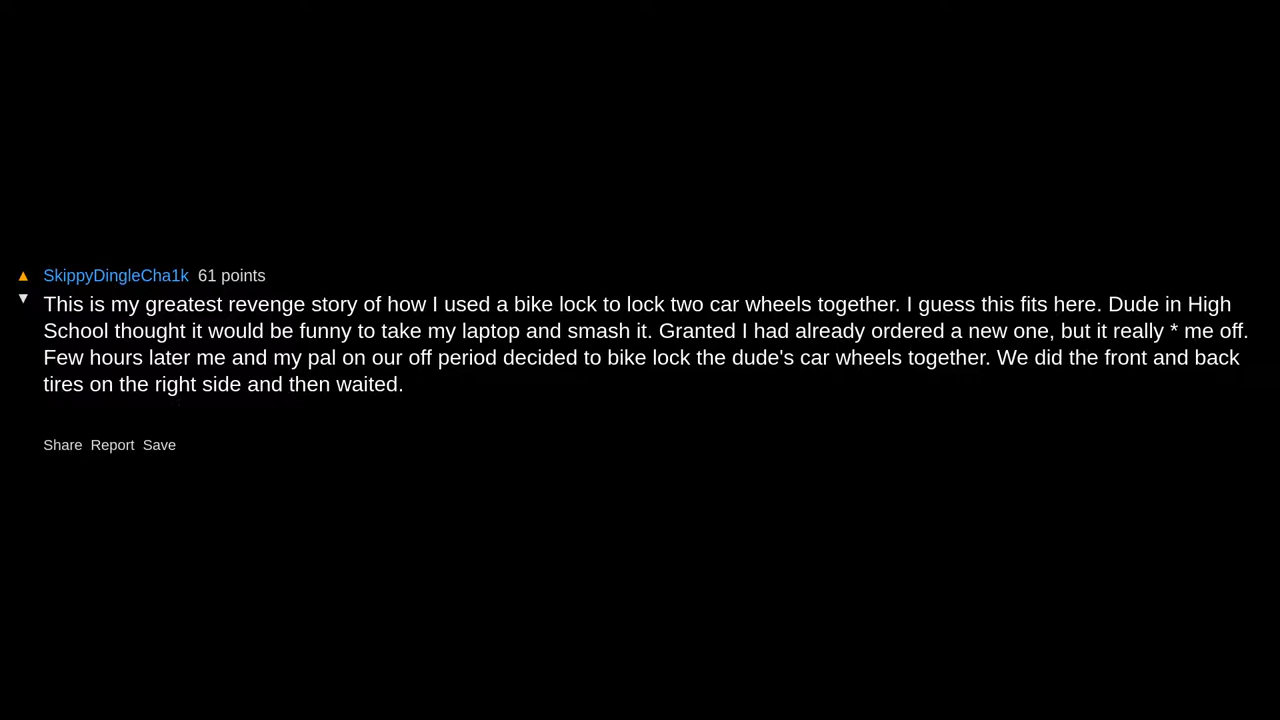 ▲ SkippyDingleCha1k 61 points
▼ This is my greatest revenge story of how I used a bike lock to lock two car wheels together. I guess this fits here. Dude in High
School thought it would be funny to take my laptop and smash it. Granted I had already ordered a new one, but it really * me off.
Few hours later me and my pal on our off period decided to bike lock the dude's car wheels together. We did the front and back
tires on the right side and then waited.
Share Report Save